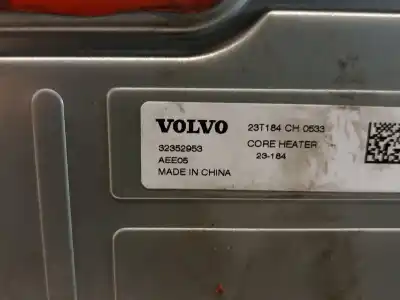 VOLVO 23T184 CH 0533
32352953 CORE HEATER
AEE05 23-184
MADE IN CHINA